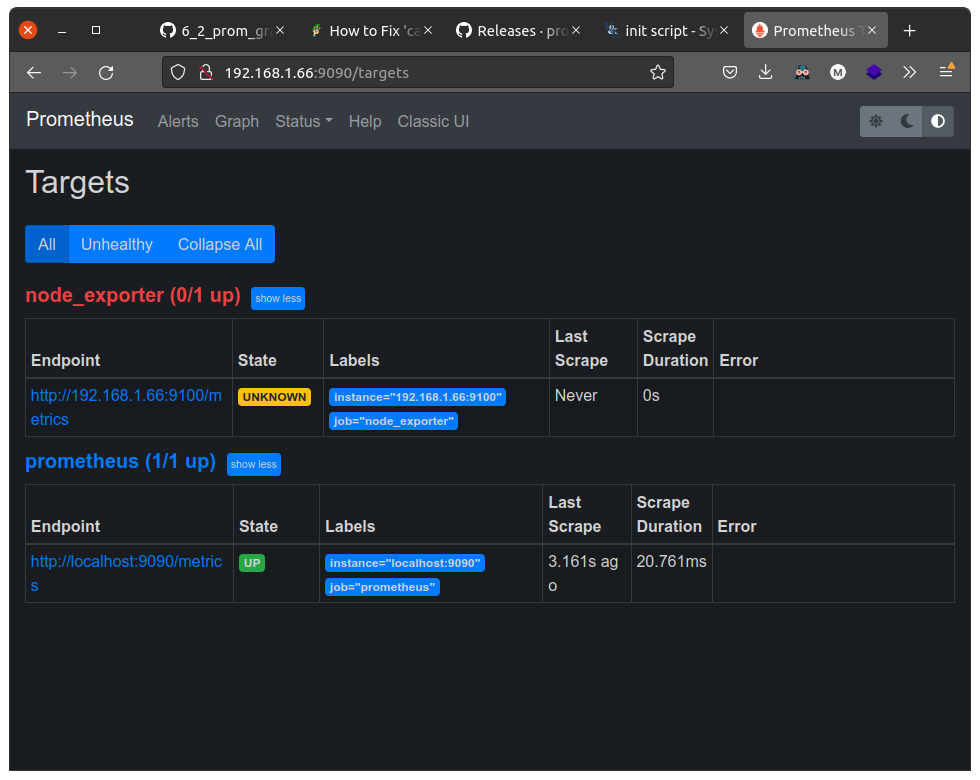 6_2_prom_gr
How to Fix 'ca
Releases · pro
init script - Sy
Prometheus T
192.168.1.66:9090/targets
M
Prometheus Alerts Graph Status Help Classic UI
Targets
All Unhealthy Collapse All
node_exporter (0/1 up) show less
Endpoint State Labels Last Scrape Scrape Duration Error
http://192.168.1.66:9100/m
etrics
UNKNOWN
instance="192.168.1.66:9100"
job="node_exporter"
Never
0s
prometheus (1/1 up) show less
Endpoint State Labels Last Scrape Scrape Duration Error
http://localhost:9090/metric
s
UP
instance="localhost:9090"
job="prometheus"
3.161s ag
o
20.761ms